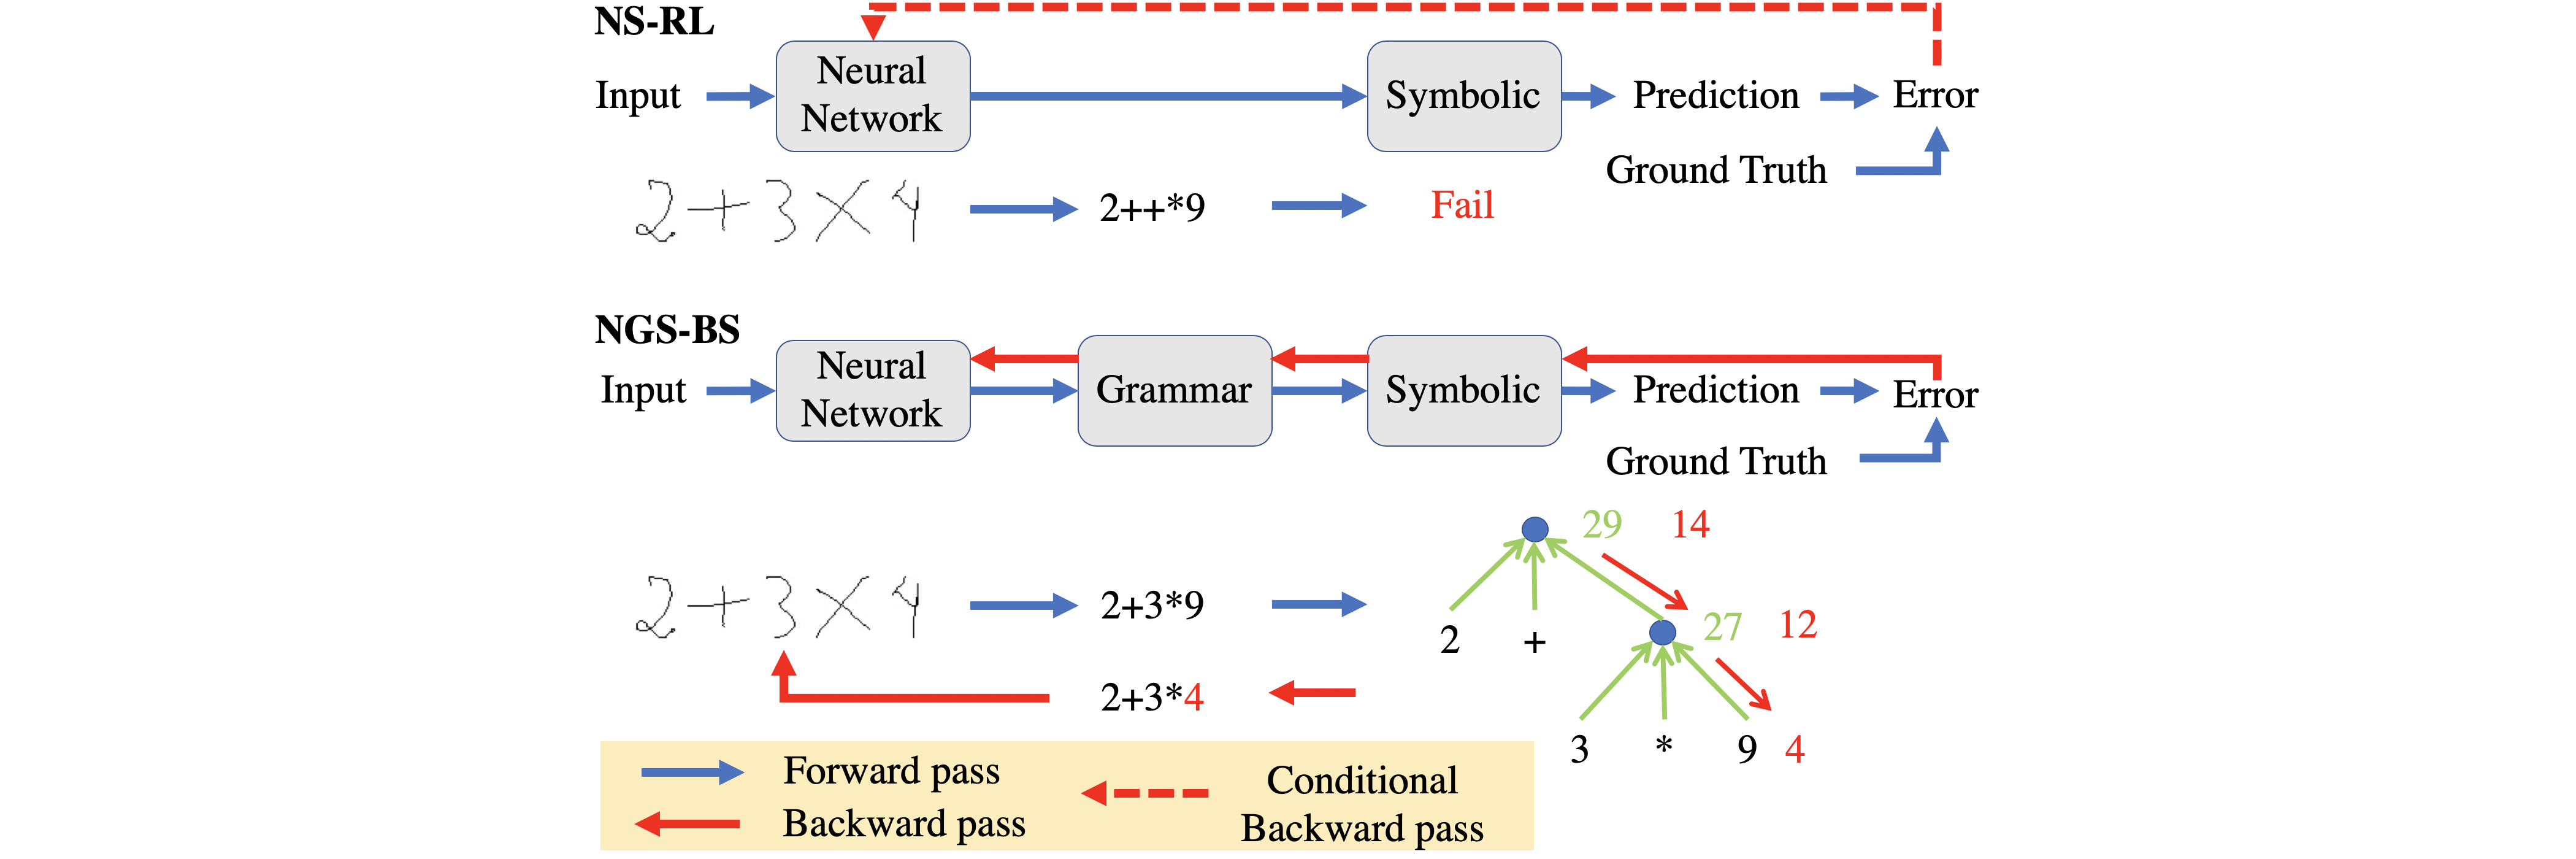 NS-RL
Input Neural Network Symbolic Prediction Error
Ground Truth
2+3×4 2++*9 Fail
NGS-BS
Input Neural Network Grammar Symbolic Prediction Error
Ground Truth
29 14
2+3×4 2+3*9
2 + 27 12
2+3*4
3 * 9 4
Forward pass
Backward pass
Conditional
Backward pass